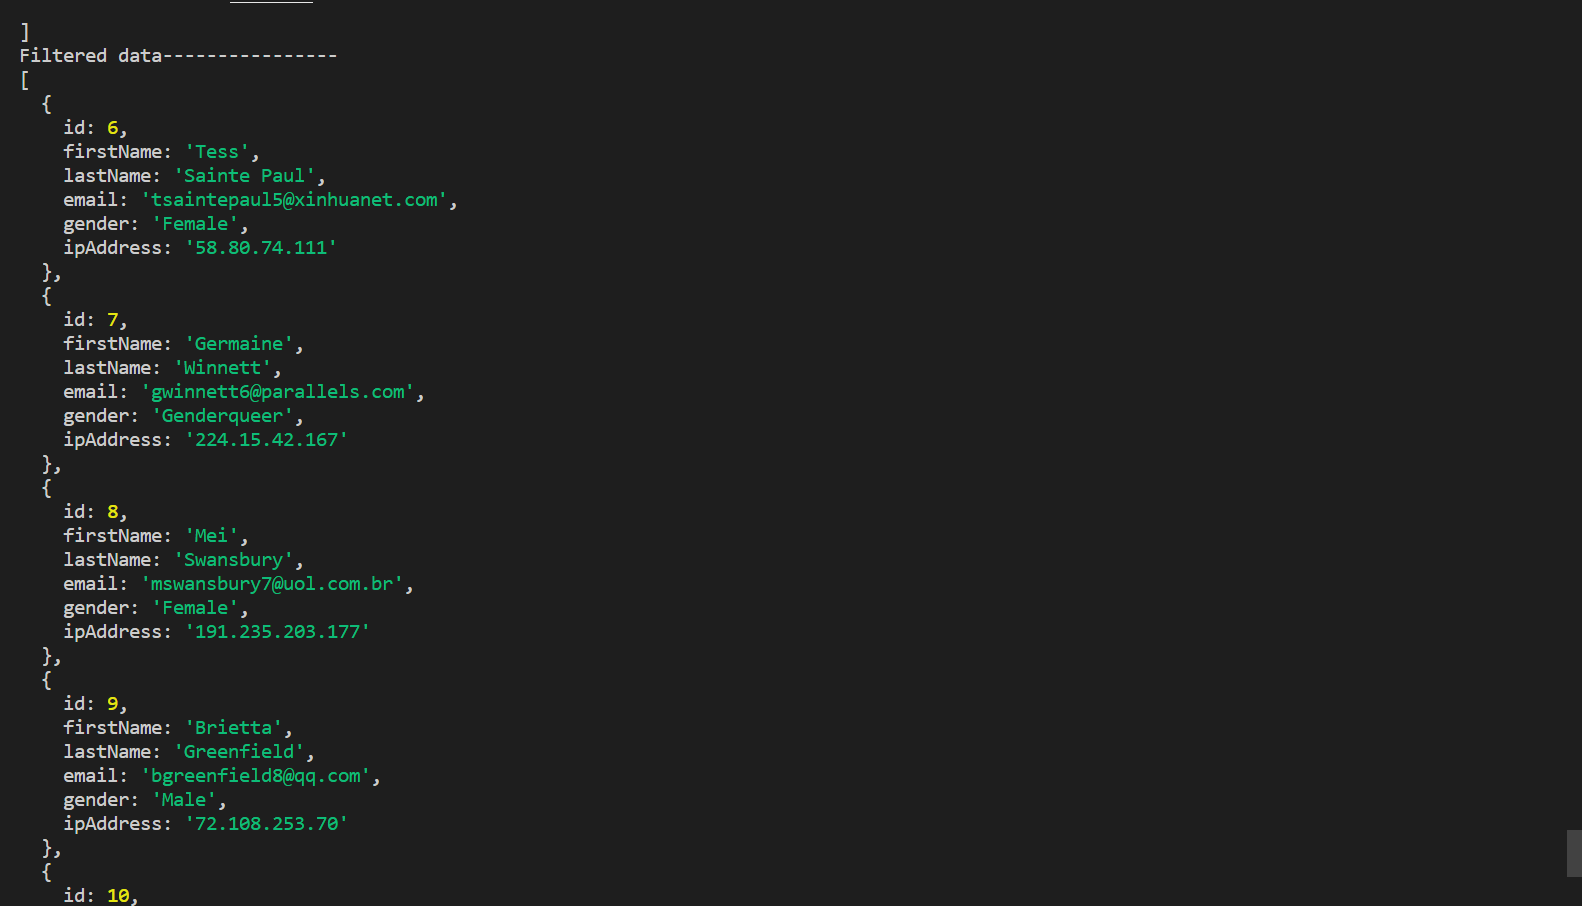 ]
Filtered data----------------
[
  {
    id: 6,
    firstName: 'Tess',
    lastName: 'Sainte Paul',
    email: 'tsaintepaul5@xinhuanet.com',
    gender: 'Female',
    ipAddress: '58.80.74.111'
  },
  {
    id: 7,
    firstName: 'Germaine',
    lastName: 'Winnett',
    email: 'gwinnett6@parallels.com',
    gender: 'Genderqueer',
    ipAddress: '224.15.42.167'
  },
  {
    id: 8,
    firstName: 'Mei',
    lastName: 'Swansbury',
    email: 'mswansbury7@uol.com.br',
    gender: 'Female',
    ipAddress: '191.235.203.177'
  },
  {
    id: 9,
    firstName: 'Brietta',
    lastName: 'Greenfield',
    email: 'bgreenfield8@qq.com',
    gender: 'Male',
    ipAddress: '72.108.253.70'
  },
  {
    id: 10,